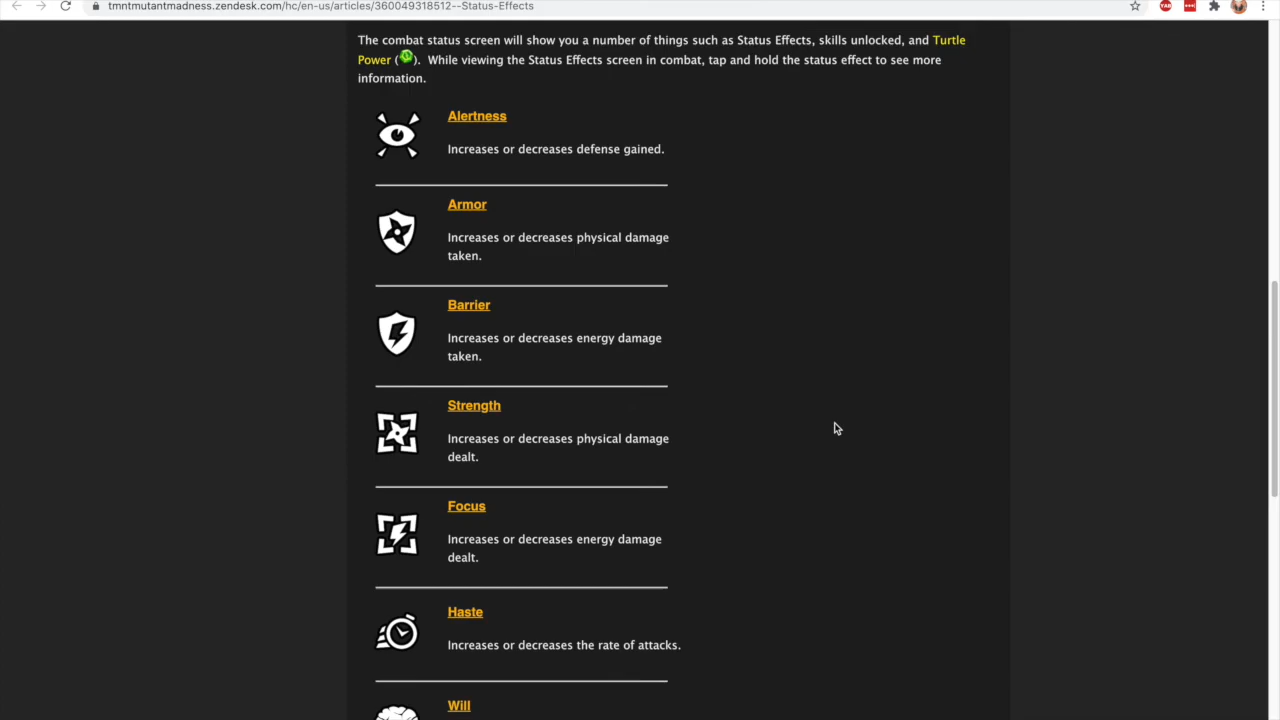 tmntmutantmadness.zendesk.com/hc/en-us/articles/360049318512--Status-Effects
The combat status screen will show you a number of things such as Status Effects, skills unlocked, and Turtle
Power ( ).  While viewing the Status Effects screen in combat, tap and hold the status effect to see more
information.
Alertness
Increases or decreases defense gained.
Armor
Increases or decreases physical damage
taken.
Barrier
Increases or decreases energy damage
taken.
Strength
Increases or decreases physical damage
dealt.
Focus
Increases or decreases energy damage
dealt.
Haste
Increases or decreases the rate of attacks.
Will